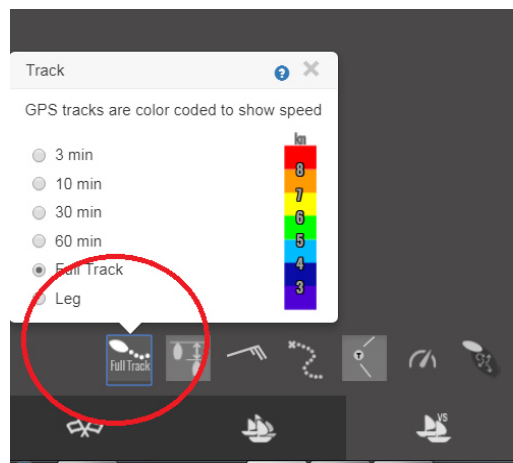 Track
GPS tracks are color coded to show speed
kn
3 min
8
10 min
7
30 min
6
60 min
5
Full Track
4
Leg
3
Full Track
T
VS